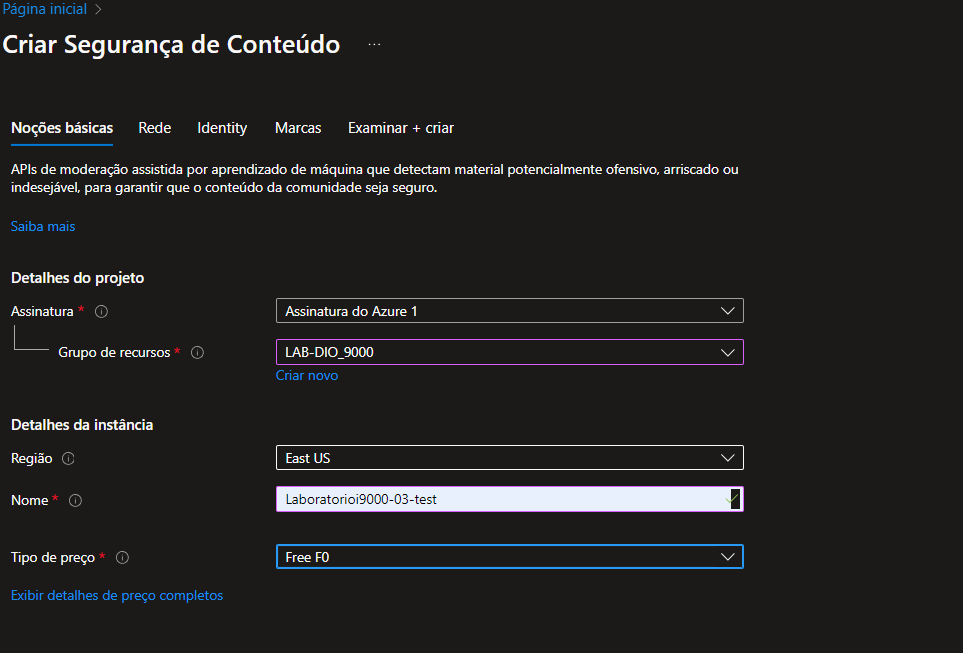 Página inicial >
Criar Segurança de Conteúdo ...
Noções básicas Rede Identity Marcas Examinar + criar
APIs de moderação assistida por aprendizado de máquina que detectam material potencialmente ofensivo, arriscado ou
indesejável, para garantir que o conteúdo da comunidade seja seguro.
Saiba mais
Detalhes do projeto
Assinatura * Assinatura do Azure 1
Grupo de recursos * LAB-DIO_9000
Criar novo
Detalhes da instância
Região East US
Nome * Laboratorioi9000-03-test
Tipo de preço * Free F0
Exibir detalhes de preço completos